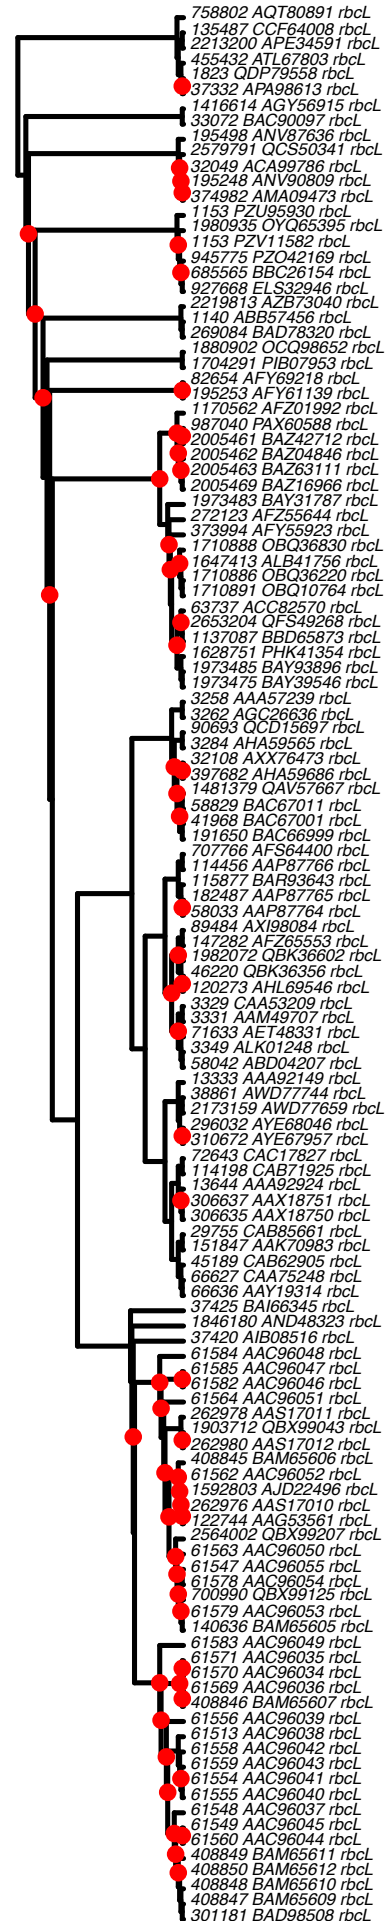 758802 AQT80891 rbcL
135487 CCF64008 rbcL
2213200 APE34591 rbcL
455432 ATL67803 rbcL
1823 QDP79558 rbcL
37332 APA98613 rbcL
1416614 AGY56915 rbcL
33072 BAC90097 rbcL
195498 ANV87636 rbcL
2579791 QCS50341 rbcL
32049 ACA99786 rbcL
195248 ANV90809 rbcL
374982 AMA09473 rbcL
1153 PZU95930 rbcL
1980935 OYQ65395 rbcL
1153 PZV11582 rbcL
945775 PZO42169 rbcL
685565 BBC26154 rbcL
927668 ELS32946 rbcL
2219813 AZB73040 rbcL
1140 ABB57456 rbcL
269084 BAD78320 rbcL
1880902 OCQ98652 rbcL
1704291 PIB07953 rbcL
82654 AFY69218 rbcL
195253 AFY61139 rbcL
1170562 AFZ01992 rbcL
987040 PAX60588 rbcL
2005461 BAZ42712 rbcL
2005462 BAZ04846 rbcL
2005463 BAZ63111 rbcL
2005469 BAZ16966 rbcL
1973483 BAY31787 rbcL
272123 AFZ55644 rbcL
373994 AFY55923 rbcL
1710888 OBQ36830 rbcL
1647413 ALB41756 rbcL
1710886 OBQ36220 rbcL
1710891 OBQ10764 rbcL
63737 ACC82570 rbcL
2653204 QFS49268 rbcL
1137087 BBD65873 rbcL
1628751 PHK41354 rbcL
1973485 BAY93896 rbcL
1973475 BAY39546 rbcL
3258 AAA57239 rbcL
3262 AGC26636 rbcL
90693 QCD15697 rbcL
3284 AHA59565 rbcL
32108 AXX76473 rbcL
397682 AHA59686 rbcL
1481379 QAV57667 rbcL
58829 BAC67011 rbcL
41968 BAC67001 rbcL
191650 BAC66999 rbcL
707766 AFS64400 rbcL
114456 AAP87766 rbcL
115877 BAR93643 rbcL
182487 AAP87765 rbcL
58033 AAP87764 rbcL
89484 AXI98084 rbcL
147282 AFZ65553 rbcL
1982072 QBK36602 rbcL
46220 QBK36356 rbcL
120273 AHL69546 rbcL
3329 CAA53209 rbcL
3331 AAM49707 rbcL
71633 AET48331 rbcL
3349 ALK01248 rbcL
58042 ABD04207 rbcL
13333 AAA92149 rbcL
38861 AWD77744 rbcL
2173159 AWD77659 rbcL
296032 AYE68046 rbcL
310672 AYE67957 rbcL
72643 CAC17827 rbcL
114198 CAB71925 rbcL
13644 AAA92924 rbcL
306637 AAX18751 rbcL
306635 AAX18750 rbcL
29755 CAB85661 rbcL
151847 AAK70983 rbcL
45189 CAB62905 rbcL
66627 CAA75248 rbcL
66636 AAY19314 rbcL
37425 BAI66345 rbcL
1846180 AND48323 rbcL
37420 AIB08516 rbcL
61584 AAC96048 rbcL
61585 AAC96047 rbcL
61582 AAC96046 rbcL
61564 AAC96051 rbcL
262978 AAS17011 rbcL
1903712 QBX99043 rbcL
262980 AAS17012 rbcL
408845 BAM65606 rbcL
61562 AAC96052 rbcL
1592803 AJD22496 rbcL
262976 AAS17010 rbcL
122744 AAG53561 rbcL
2564002 QBX99207 rbcL
61563 AAC96050 rbcL
61547 AAC96055 rbcL
61578 AAC96054 rbcL
700990 QBX99125 rbcL
61579 AAC96053 rbcL
140636 BAM65605 rbcL
61583 AAC96049 rbcL
61571 AAC96035 rbcL
61570 AAC96034 rbcL
61569 AAC96036 rbcL
408846 BAM65607 rbcL
61556 AAC96039 rbcL
61513 AAC96038 rbcL
61558 AAC96042 rbcL
61559 AAC96043 rbcL
61554 AAC96041 rbcL
61555 AAC96040 rbcL
61548 AAC96037 rbcL
61549 AAC96045 rbcL
61560 AAC96044 rbcL
408849 BAM65611 rbcL
408850 BAM65612 rbcL
408848 BAM65610 rbcL
408847 BAM65609 rbcL
301181 BAD98508 rbcL